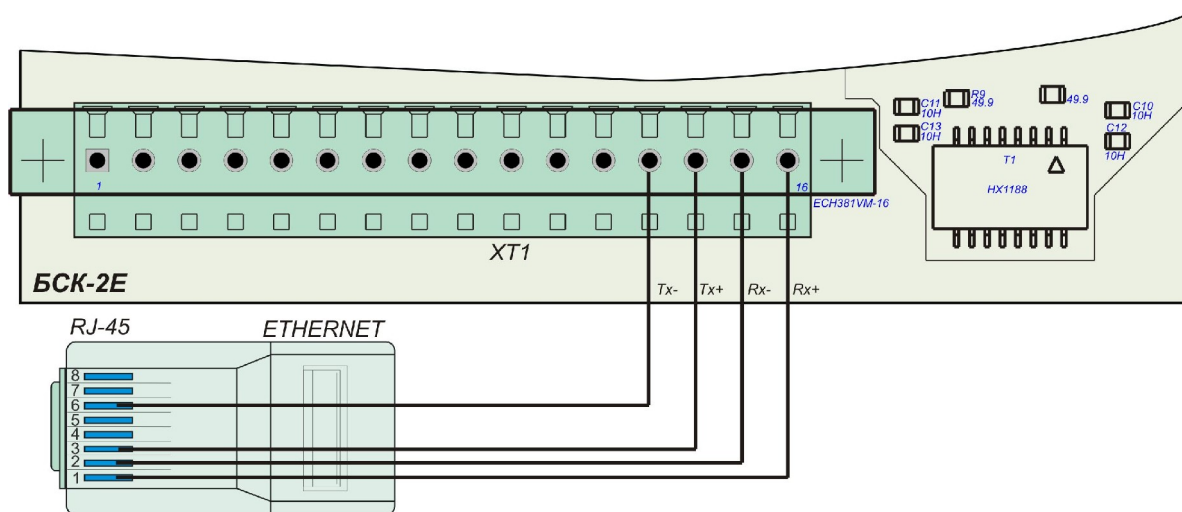 C11
10H
R9
49.9
49.9
C10
10H
C13
10H
C12
10H
T1
HX1188
1
16
ECH381VM-16
XT1
БСК-2Е
Tx-
Tx+
Rx-
Rx+
RJ-45
ETHERNET
8
7
6
5
4
3
2
1